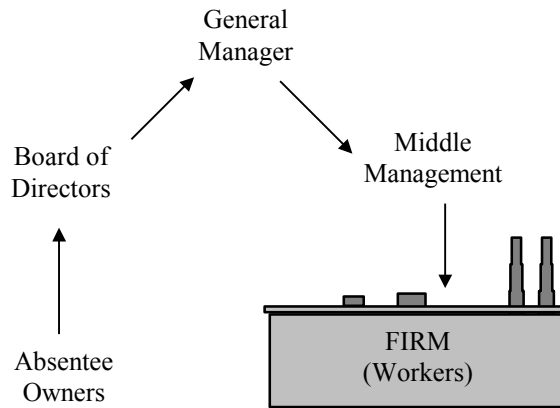 General
Manager
Board of
Directors
Middle
Management
Absentee
Owners
FIRM
(Workers)